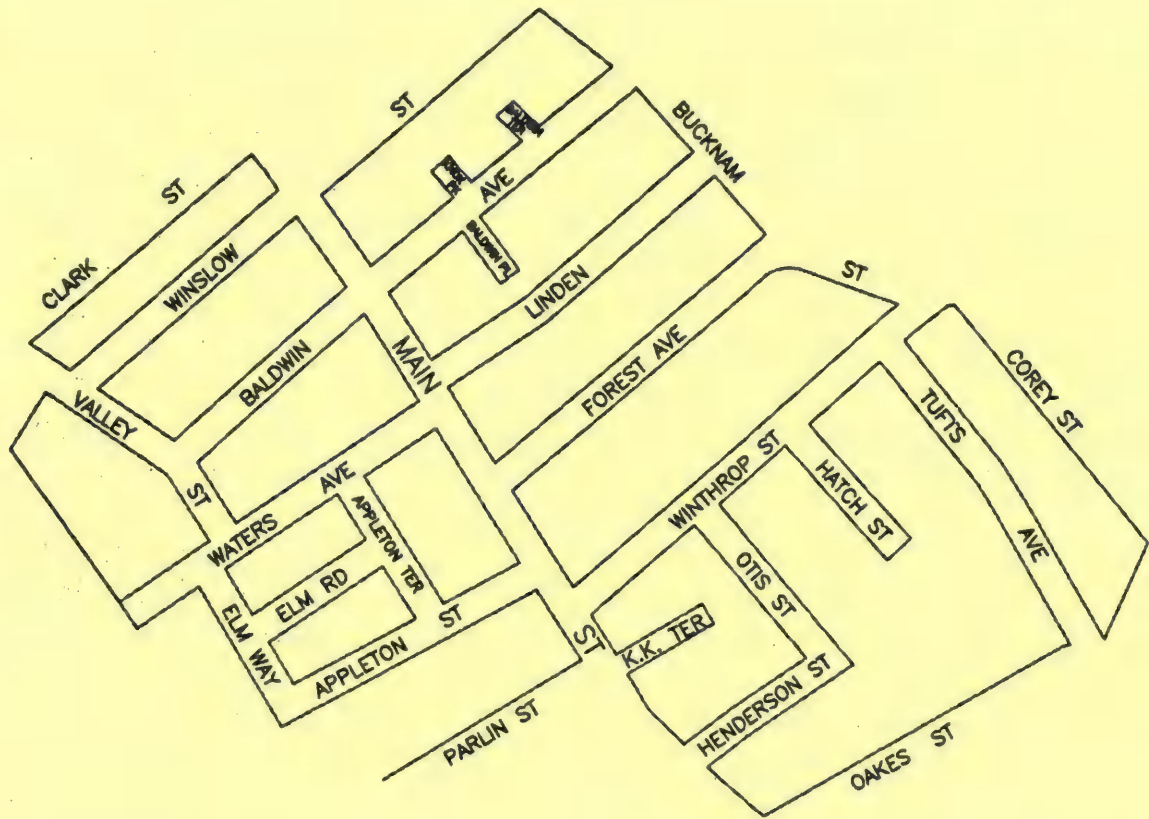 CLARK ST
WINSLOW ST
BALDWIN AVE
BALDWIN PL
BUCKNAM ST
LINDEN
MAIN ST
FOREST AVE
VALLEY ST
WATERS AVE
APPLETON TER
ELM RD
ELM WAY
APPLETON ST
PARLIN ST
WINTHROP ST
K.K. TER
OTIS ST
HATCH ST
HENDERSON ST
TUFTS AVE
COREY ST
OAKES ST